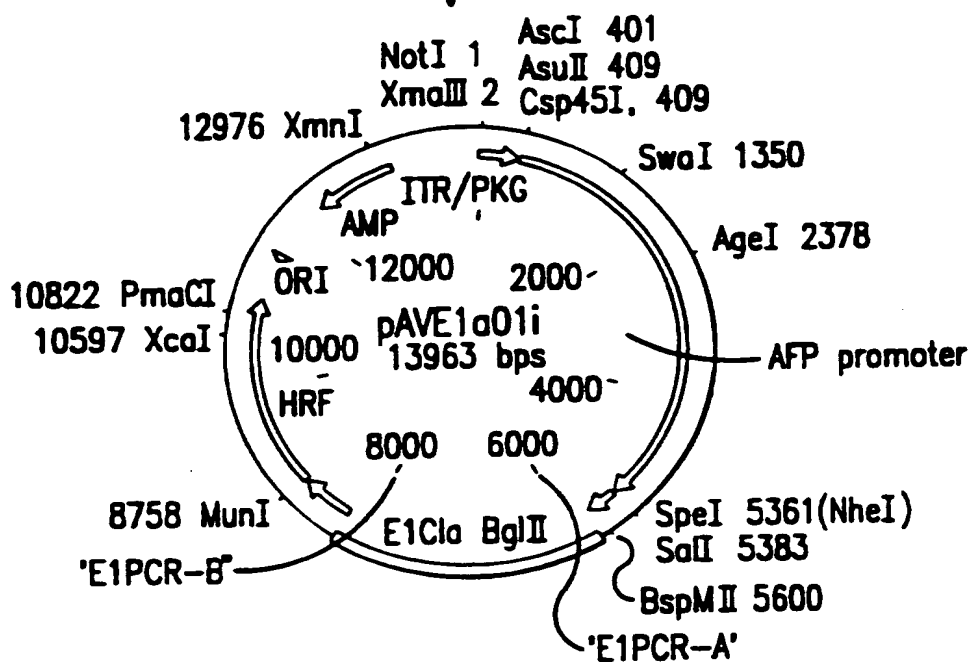 NotI 1
XmaIII 2
AscI 401
AsuII 409
Csp45I, 409
12976 XmnI
SwaI 1350
ITR/PKG
AMP
AgeI 2378
ORI
12000
2000
10822 PmaCI
10597 XcaI
pAVE1a01i
13963 bps
10000
AFP promoter
4000
HRF
8000
6000
8758 MunI
E1Cla BglII
SpeI 5361(NheI)
SalI 5383
'E1PCR-B"
BspMII 5600
'E1PCR-A'